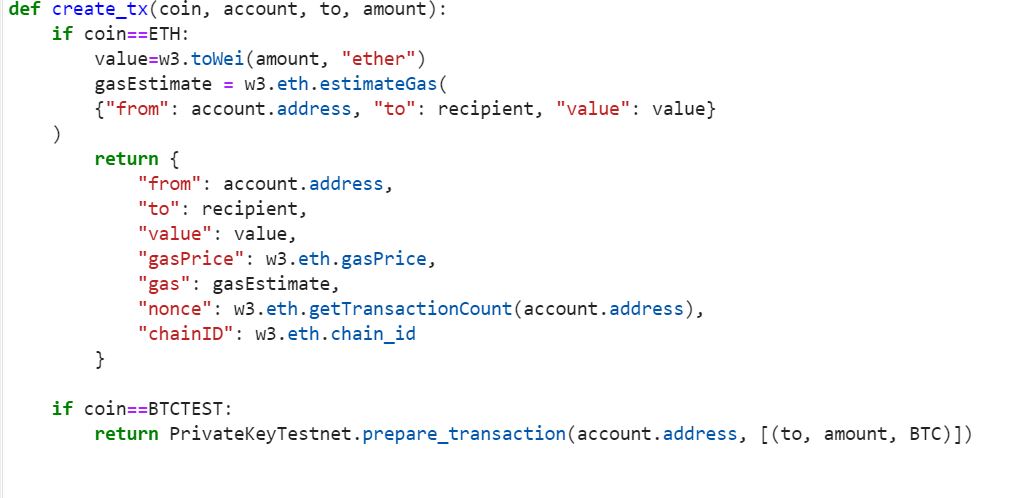 def create_tx(coin, account, to, amount):
    if coin==ETH:
        value=w3.toWei(amount, "ether")
        gasEstimate = w3.eth.estimateGas(
        {"from": account.address, "to": recipient, "value": value}
    )
        return {
            "from": account.address,
            "to": recipient,
            "value": value,
            "gasPrice": w3.eth.gasPrice,
            "gas": gasEstimate,
            "nonce": w3.eth.getTransactionCount(account.address),
            "chainID": w3.eth.chain_id
        }

    if coin==BTCTEST:
        return PrivateKeyTestnet.prepare_transaction(account.address, [(to, amount, BTC)])